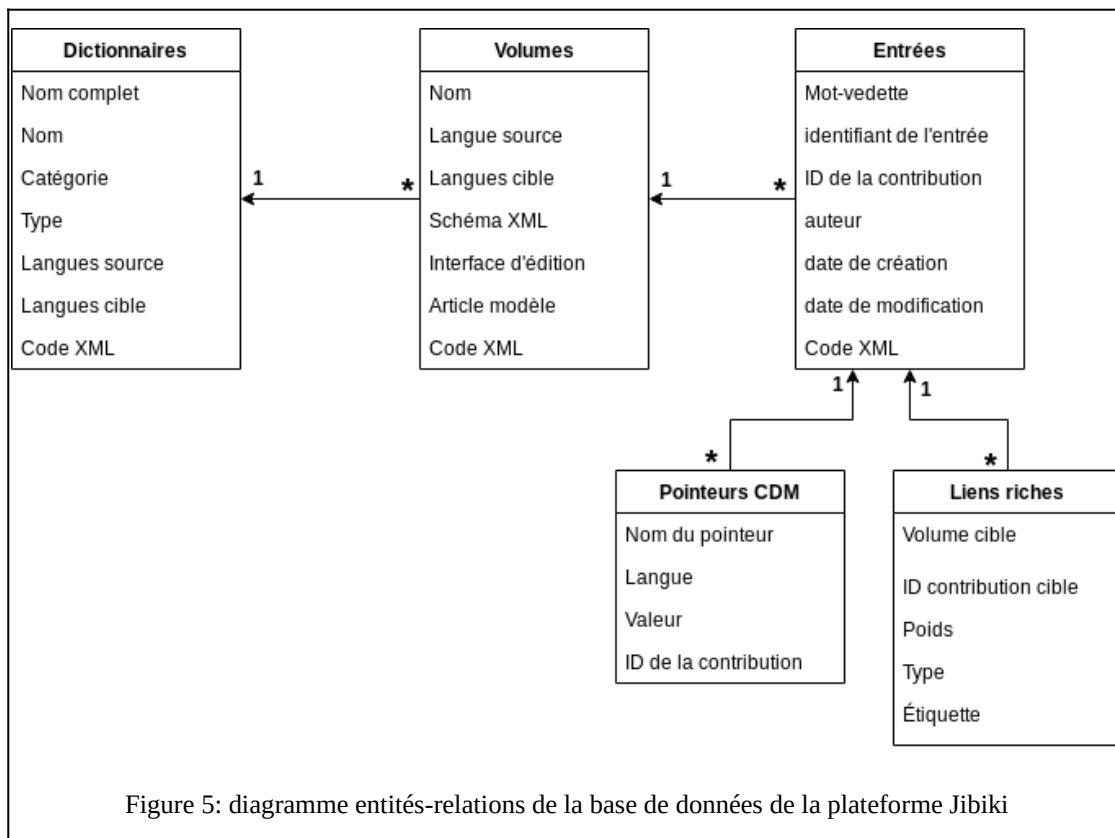 Dictionnaires
Nom complet
Nom
Catégorie
Type
Langues source
Langues cible
Code XML
1
*
Volumes
Nom
Langue source
Langues cible
Schéma XML
Interface d'édition
Article modèle
Code XML
1
*
Entrées
Mot-vedette
identifiant de l'entrée
ID de la contribution
auteur
date de création
date de modification
Code XML
1
1
*
*
Pointeurs CDM
Nom du pointeur
Langue
Valeur
ID de la contribution
Liens riches
Volume cible
ID contribution cible
Poids
Type
Étiquette
Figure 5: diagramme entités-relations de la base de données de la plateforme Jibiki